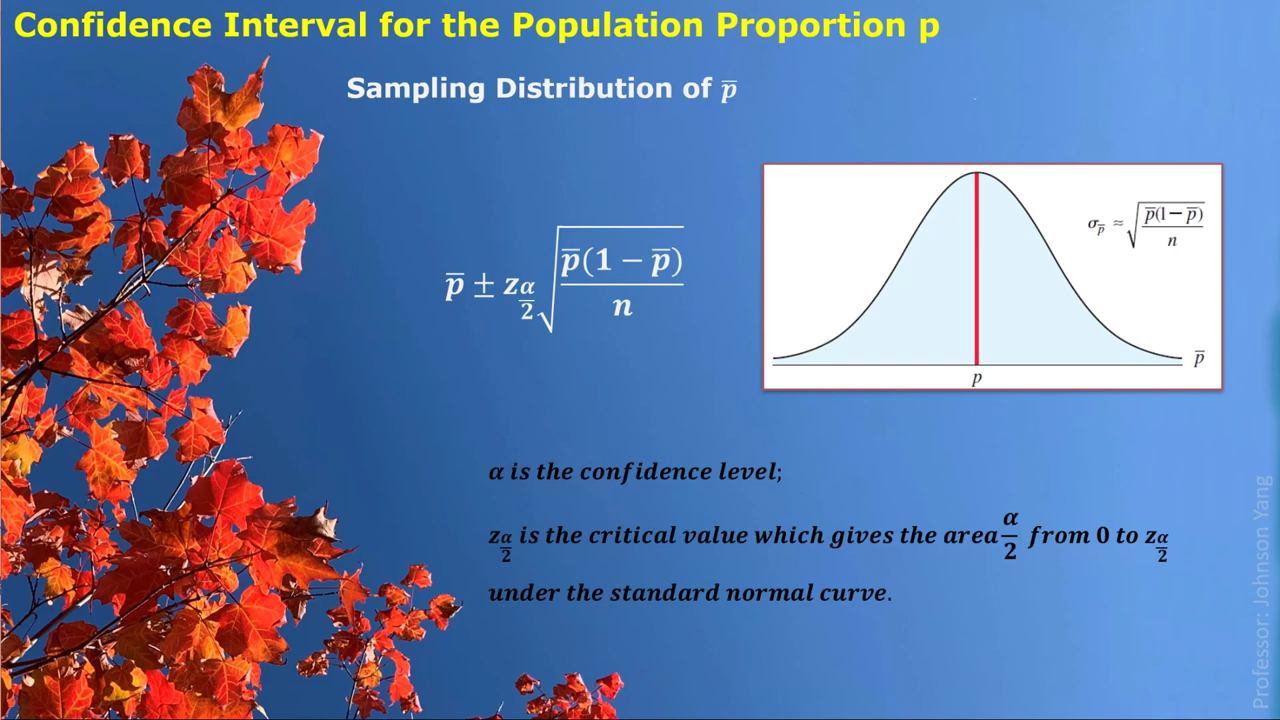 Confidence Interval for the Population Proportion p
Sampling Distribution of p̅
p̅ ± z_{α/2} √(p̅(1 − p̅)/n)
σ_p̅ ≈ √(p̅(1 − p̅)/n)
p̅
p
α is the confidence level;
z_{α/2} is the critical value which gives the area α/2 from 0 to z_{α/2}
under the standard normal curve.
Professor: Johnson Yang